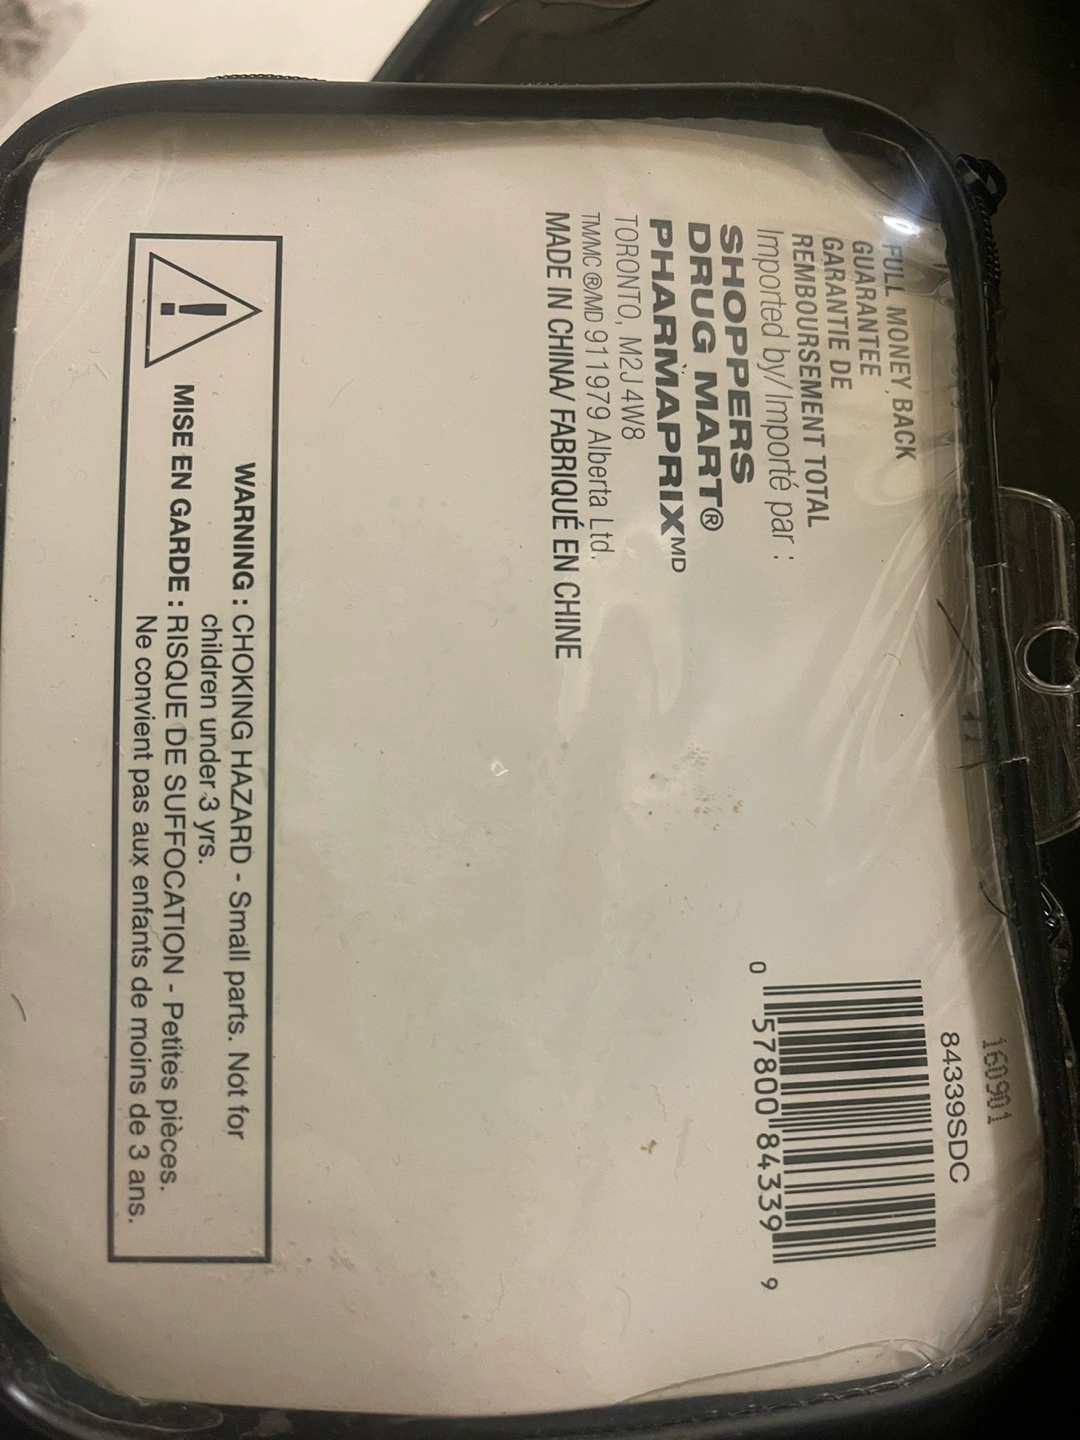 FULL MONEY BACK
GUARANTEE
GARANTIE DE
REMBOURSEMENT TOTAL
Imported by/ Importé par :
SHOPPERS
DRUG MART®
PHARMAPRIX MD
TORONTO, M2J 4W8
TM/MC ®/MD 911979 Alberta Ltd.
MADE IN CHINA/ FABRIQUÉ EN CHINE
160901
84339SDC
0 57800 84339 9
WARNING : CHOKING HAZARD - Small parts. Not for
children under 3 yrs.
MISE EN GARDE : RISQUE DE SUFFOCATION - Petites pièces.
Ne convient pas aux enfants de moins de 3 ans.